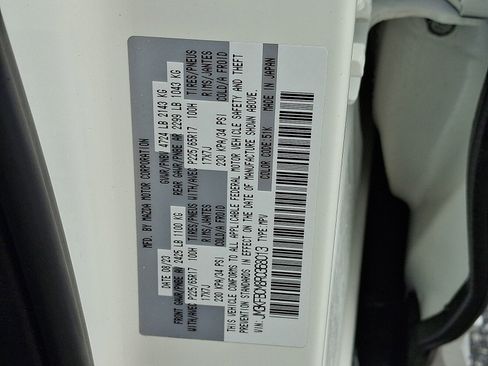 MFD. BY MAZDA MOTOR CORPORATION
DATE 08/23 GVWR/PNBV 4724 LB 2143 KG
FRONT GAWR/PNBE AV 2425 LB 1100 KG REAR GAWR/PNBE AR 2299 LB 1043 KG
WITH/AVEC P225/65R17 100H TIRES/PNEUS WITH/AVEC P225/65R17 100H TIRES/PNEUS
17X7J RIMS/JANTES 17X7J RIMS/JANTES
230 KPA/34 PSI COLD/A FROID 230 KPA/34 PSI COLD/A FROID
THIS VEHICLE CONFORMS TO ALL APPLICABLE FEDERAL MOTOR VEHICLE SAFETY AND THEFT
PREVENTION STANDARDS IN EFFECT ON THE DATE OF MANUFACTURE SHOWN ABOVE.
VIN: TYPE: MPV COLOR CODE: 51K MADE IN JAPAN